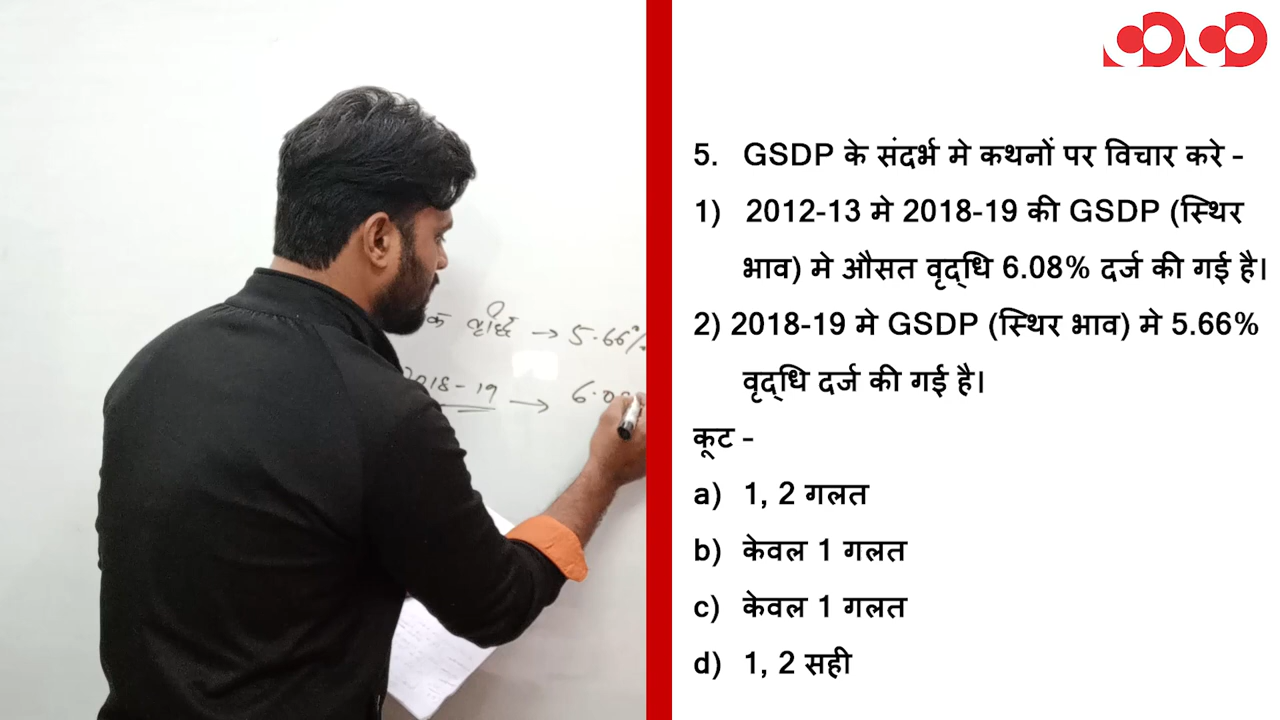 वृद्धि → 5.66%
2018-19 → 6.0
5. GSDP के संदर्भ मे कथनों पर विचार करे -
1) 2012-13 मे 2018-19 की GSDP (स्थिर
भाव) मे औसत वृद्धि 6.08% दर्ज की गई है।
2) 2018-19 मे GSDP (स्थिर भाव) मे 5.66%
वृद्धि दर्ज की गई है।
कूट -
a) 1, 2 गलत
b) केवल 1 गलत
c) केवल 1 गलत
d) 1, 2 सही